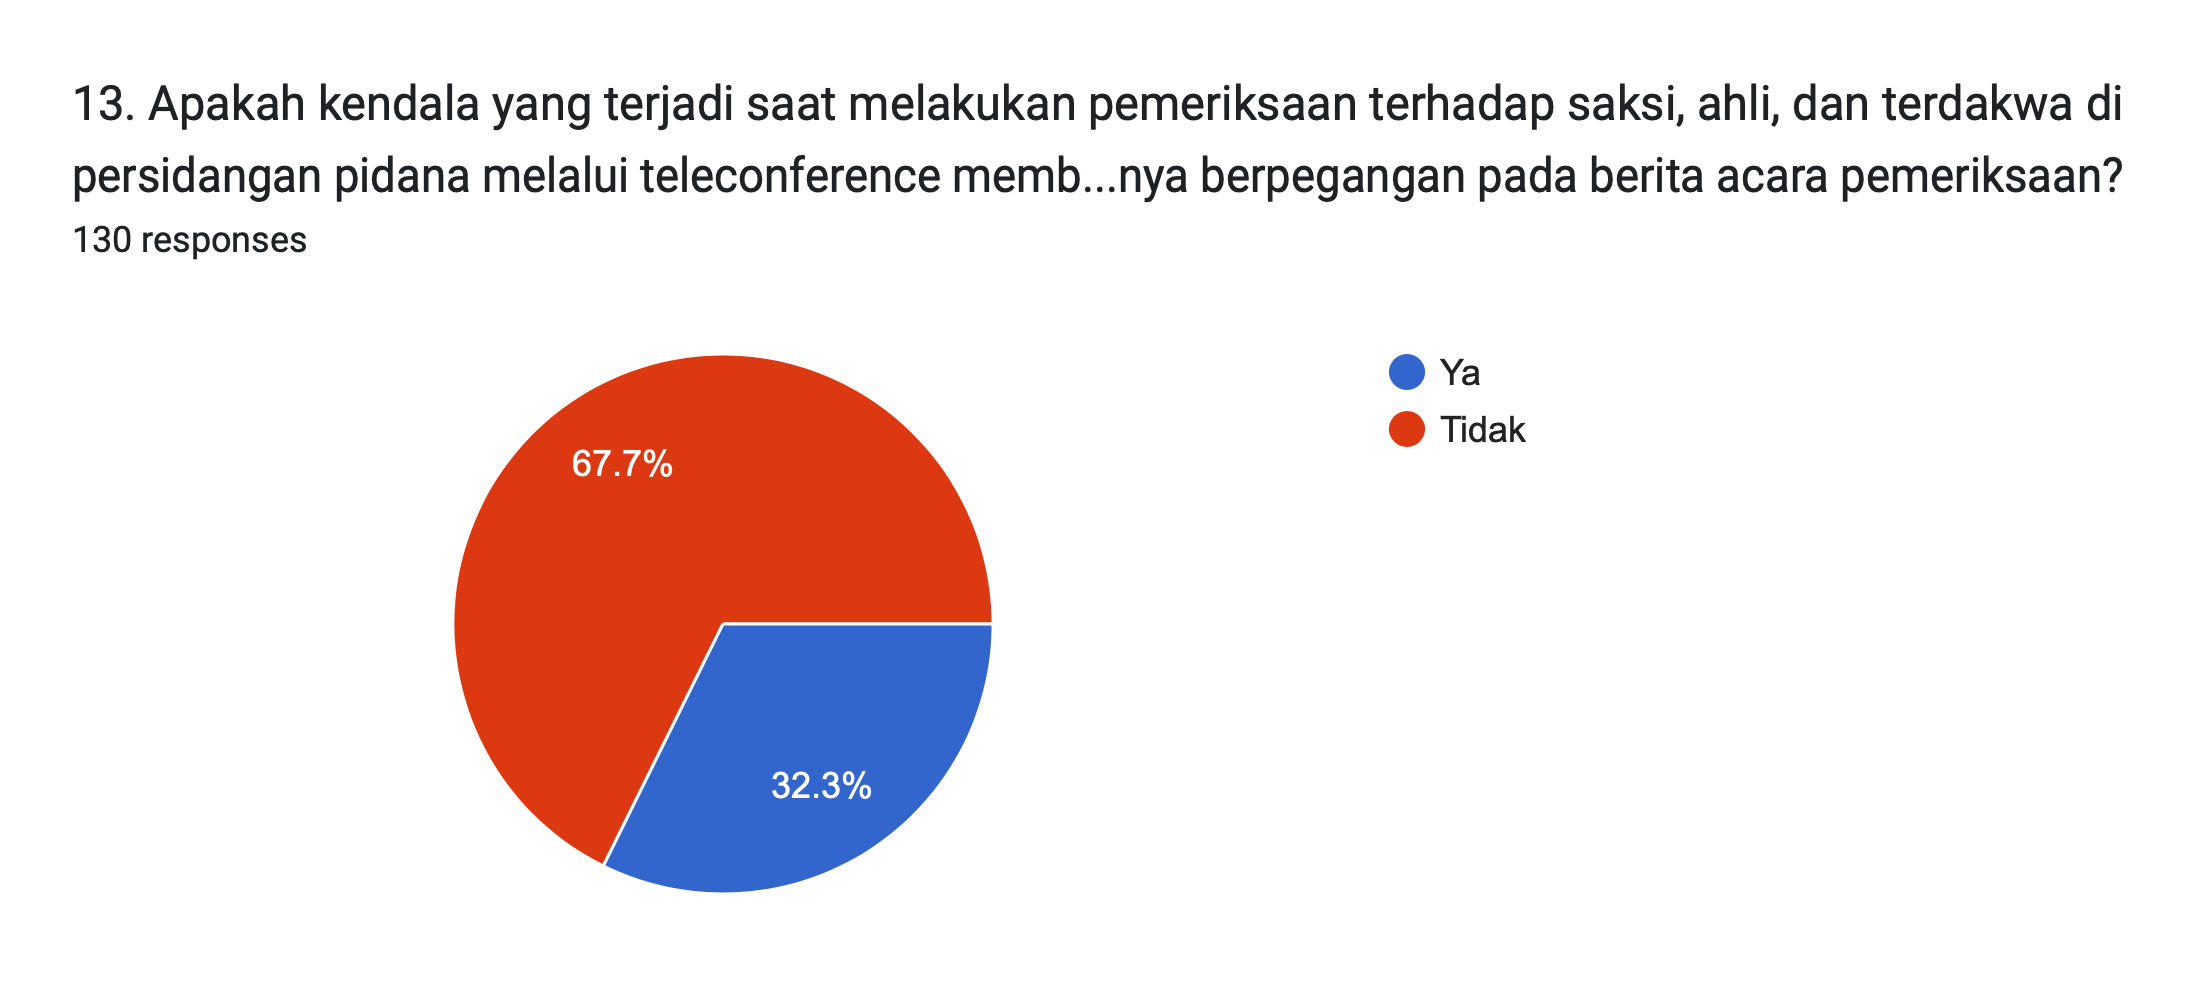 13. Apakah kendala yang terjadi saat melakukan pemeriksaan terhadap saksi, ahli, dan terdakwa di
persidangan pidana melalui teleconference memb...nya berpegangan pada berita acara pemeriksaan?
130 responses
Ya
Tidak
67.7%
32.3%